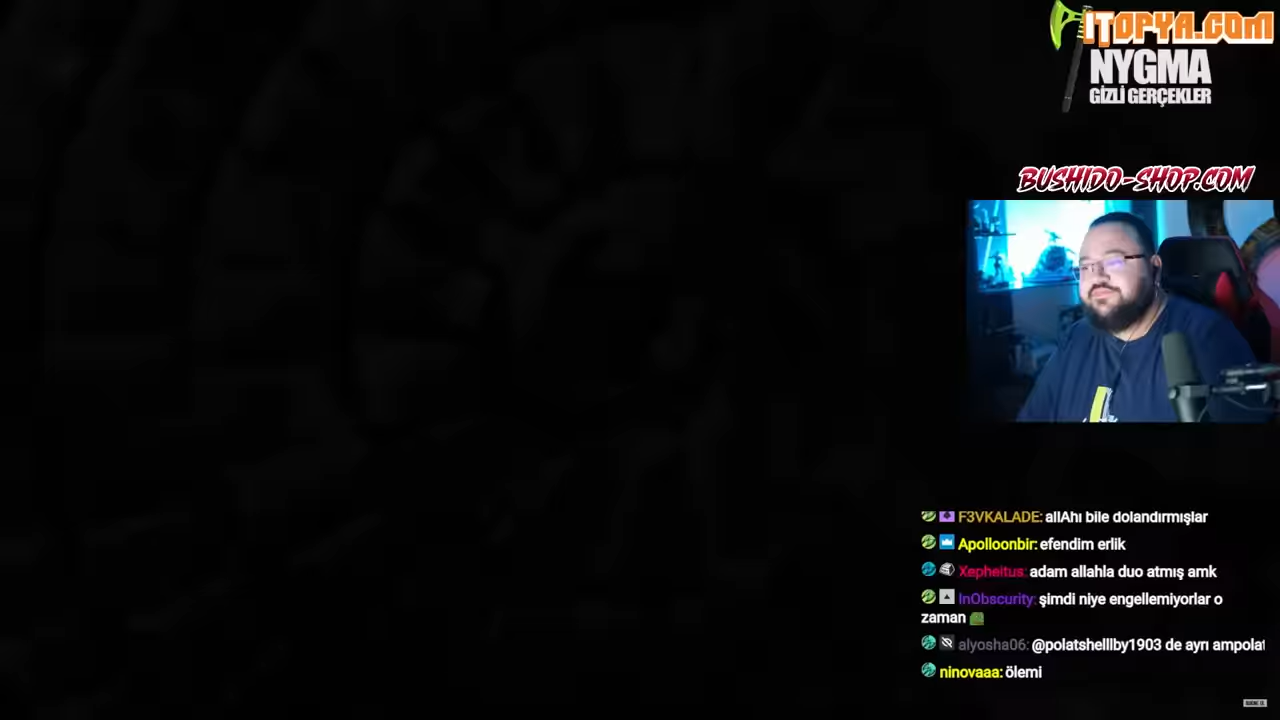 ITOPYA.COM
NYGMA
GİZLİ GERÇEKLER
BUSHIDO-SHOP.COM
F3VKALADE: allAhı bile dolandırmışlar
Apolloonbir: efendim erlik
Xepheitus: adam allahla duo atmış amk
InObscurity: şimdi niye engellemiyorlar o
zaman
alyosha06: @polatshelllby1903 de ayrı ampolat
ninovaaa: ölemi